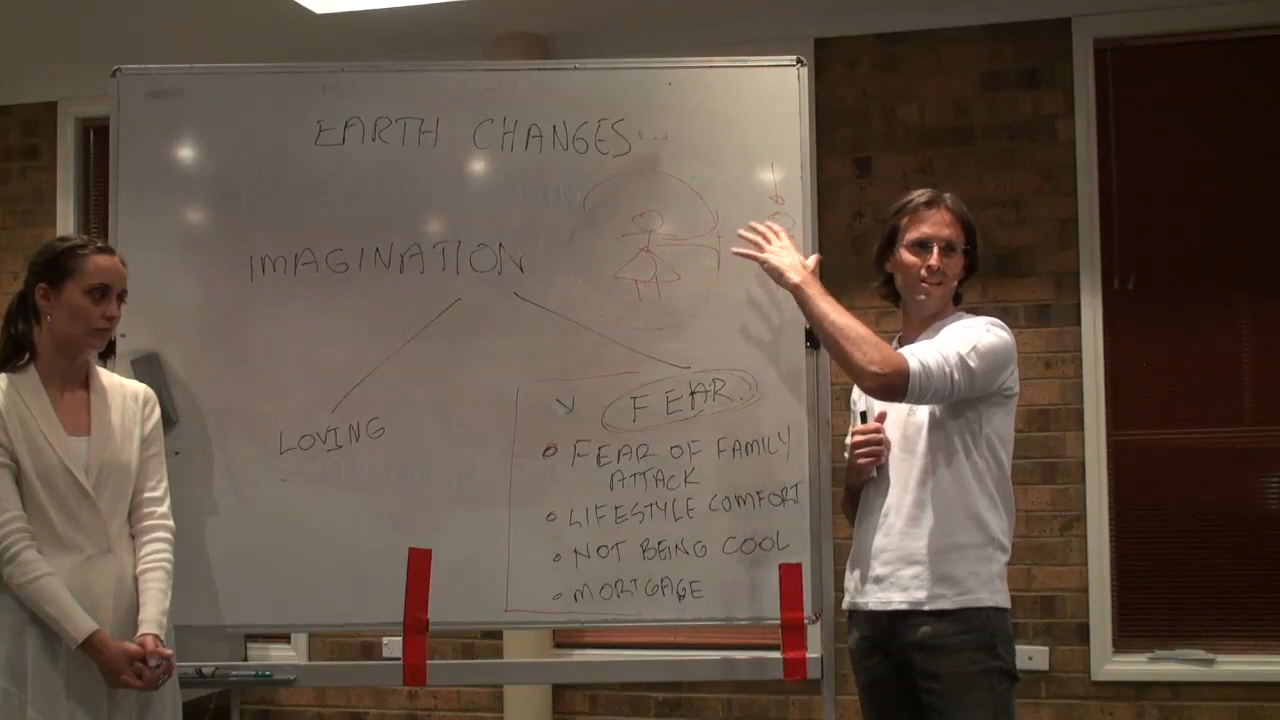 EARTH CHANGES...
IMAGINATION
LOVING
FEAR.
FEAR OF FAMILY
ATTACK
LIFESTYLE COMFORT
NOT BEING COOL
MORTGAGE